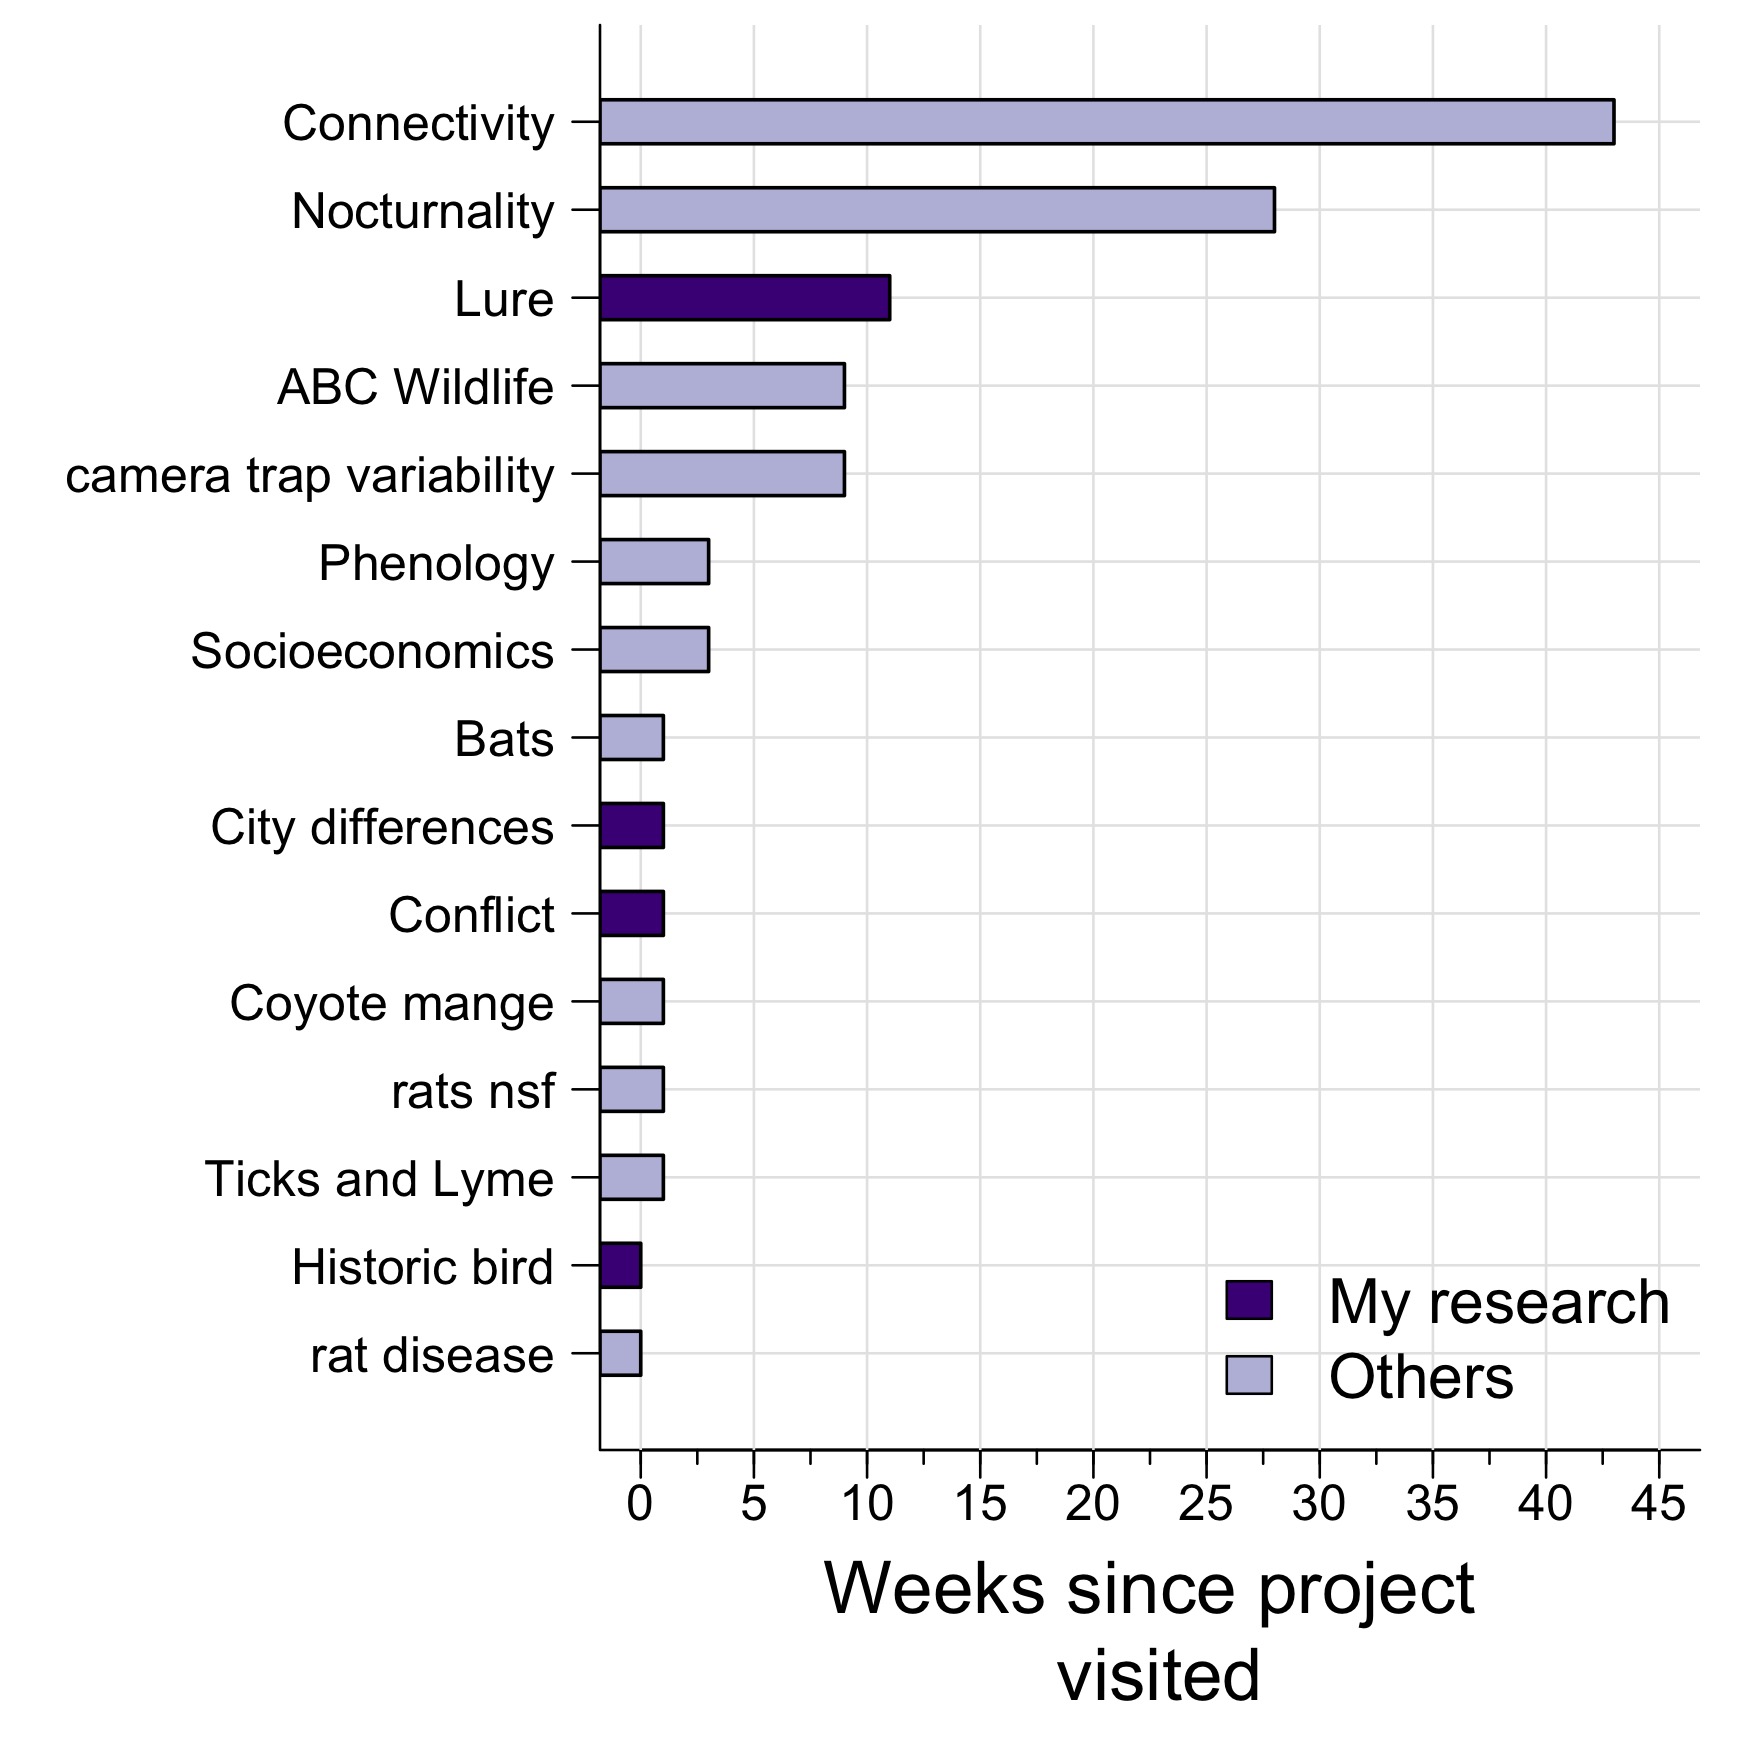 Connectivity
Nocturnality
Lure
ABC Wildlife
camera trap variability
Phenology
Socioeconomics
Bats
City differences
Conflict
Coyote mange
rats nsf
Ticks and Lyme
Historic bird
rat disease
My research
Others
0 5 10 15 20 25 30 35 40 45
Weeks since project
visited